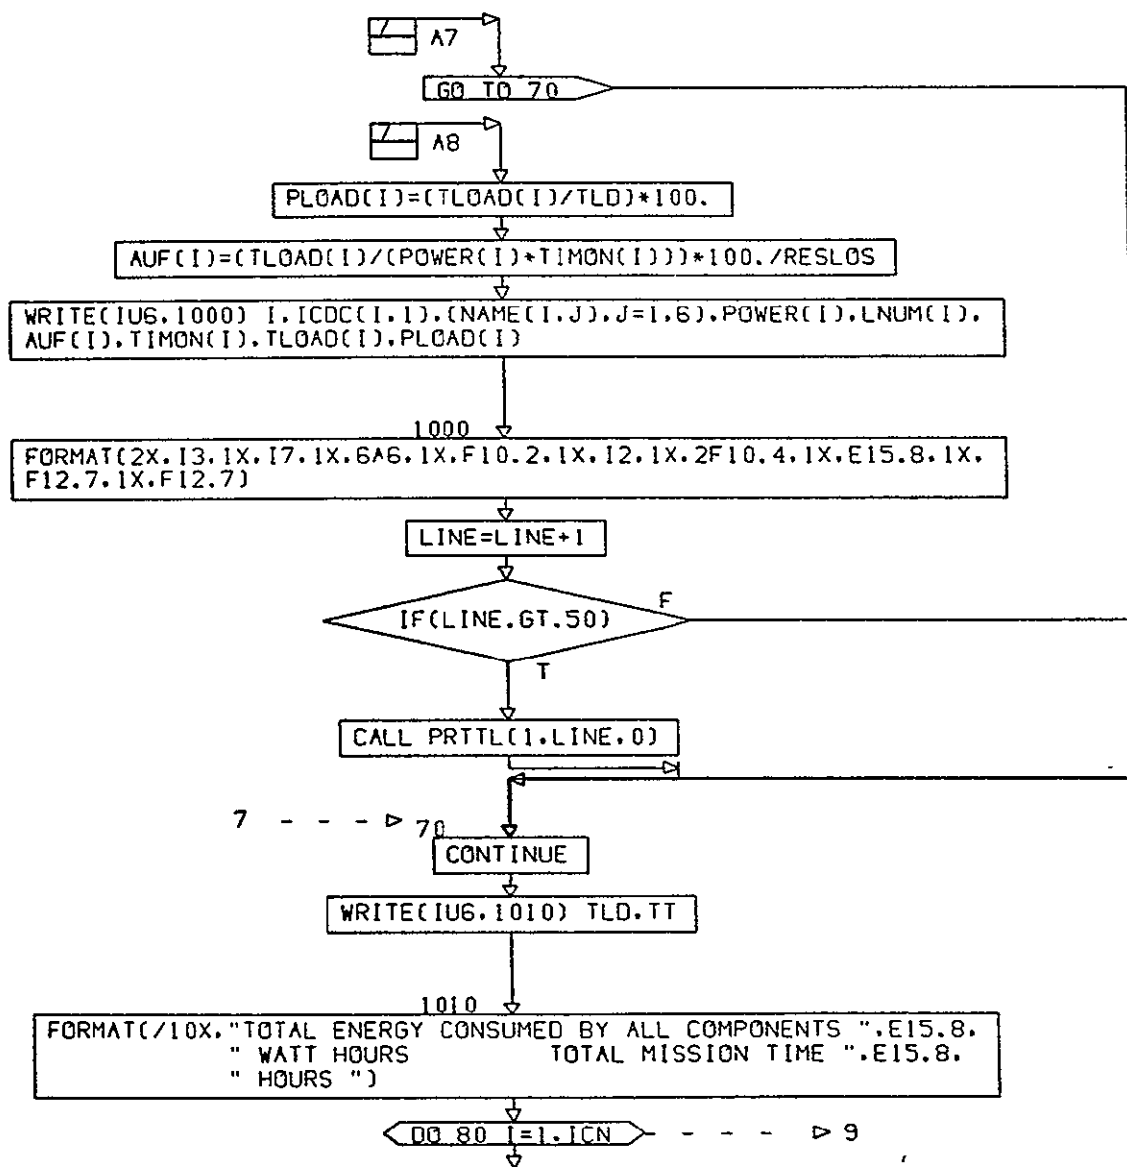 7
A7
GO TO 70
7
A8
PLOAD(I)=(TLOAD(I)/TLD)*100.
AUF(I)=(TLOAD(I)/(POWER(I)*TIMON(I)))*100./RESLOS
WRITE(IU6,1000) I,ICDC(I,1),(NAME(I,J),J=1,6),POWER(I),LNUM(I),
AUF(I),TIMON(I),TLOAD(I),PLOAD(I)
1000
FORMAT(2X,I3,1X,I7,1X,6A6,1X,F10.2,1X,I2,1X,2F10.4,1X,E15.8,1X,
F12.7,1X,F12.7)
LINE=LINE+1
IF(LINE.GT.50)
F
T
CALL PRTTL(1,LINE,0)
7
70
CONTINUE
WRITE(IU6,1010) TLD,TT
1010
FORMAT(/10X,"TOTAL ENERGY CONSUMED BY ALL COMPONENTS ",E15.8,
" WATT HOURS TOTAL MISSION TIME ",E15.8,
" HOURS ")
DO 80 I=1,ICN
9